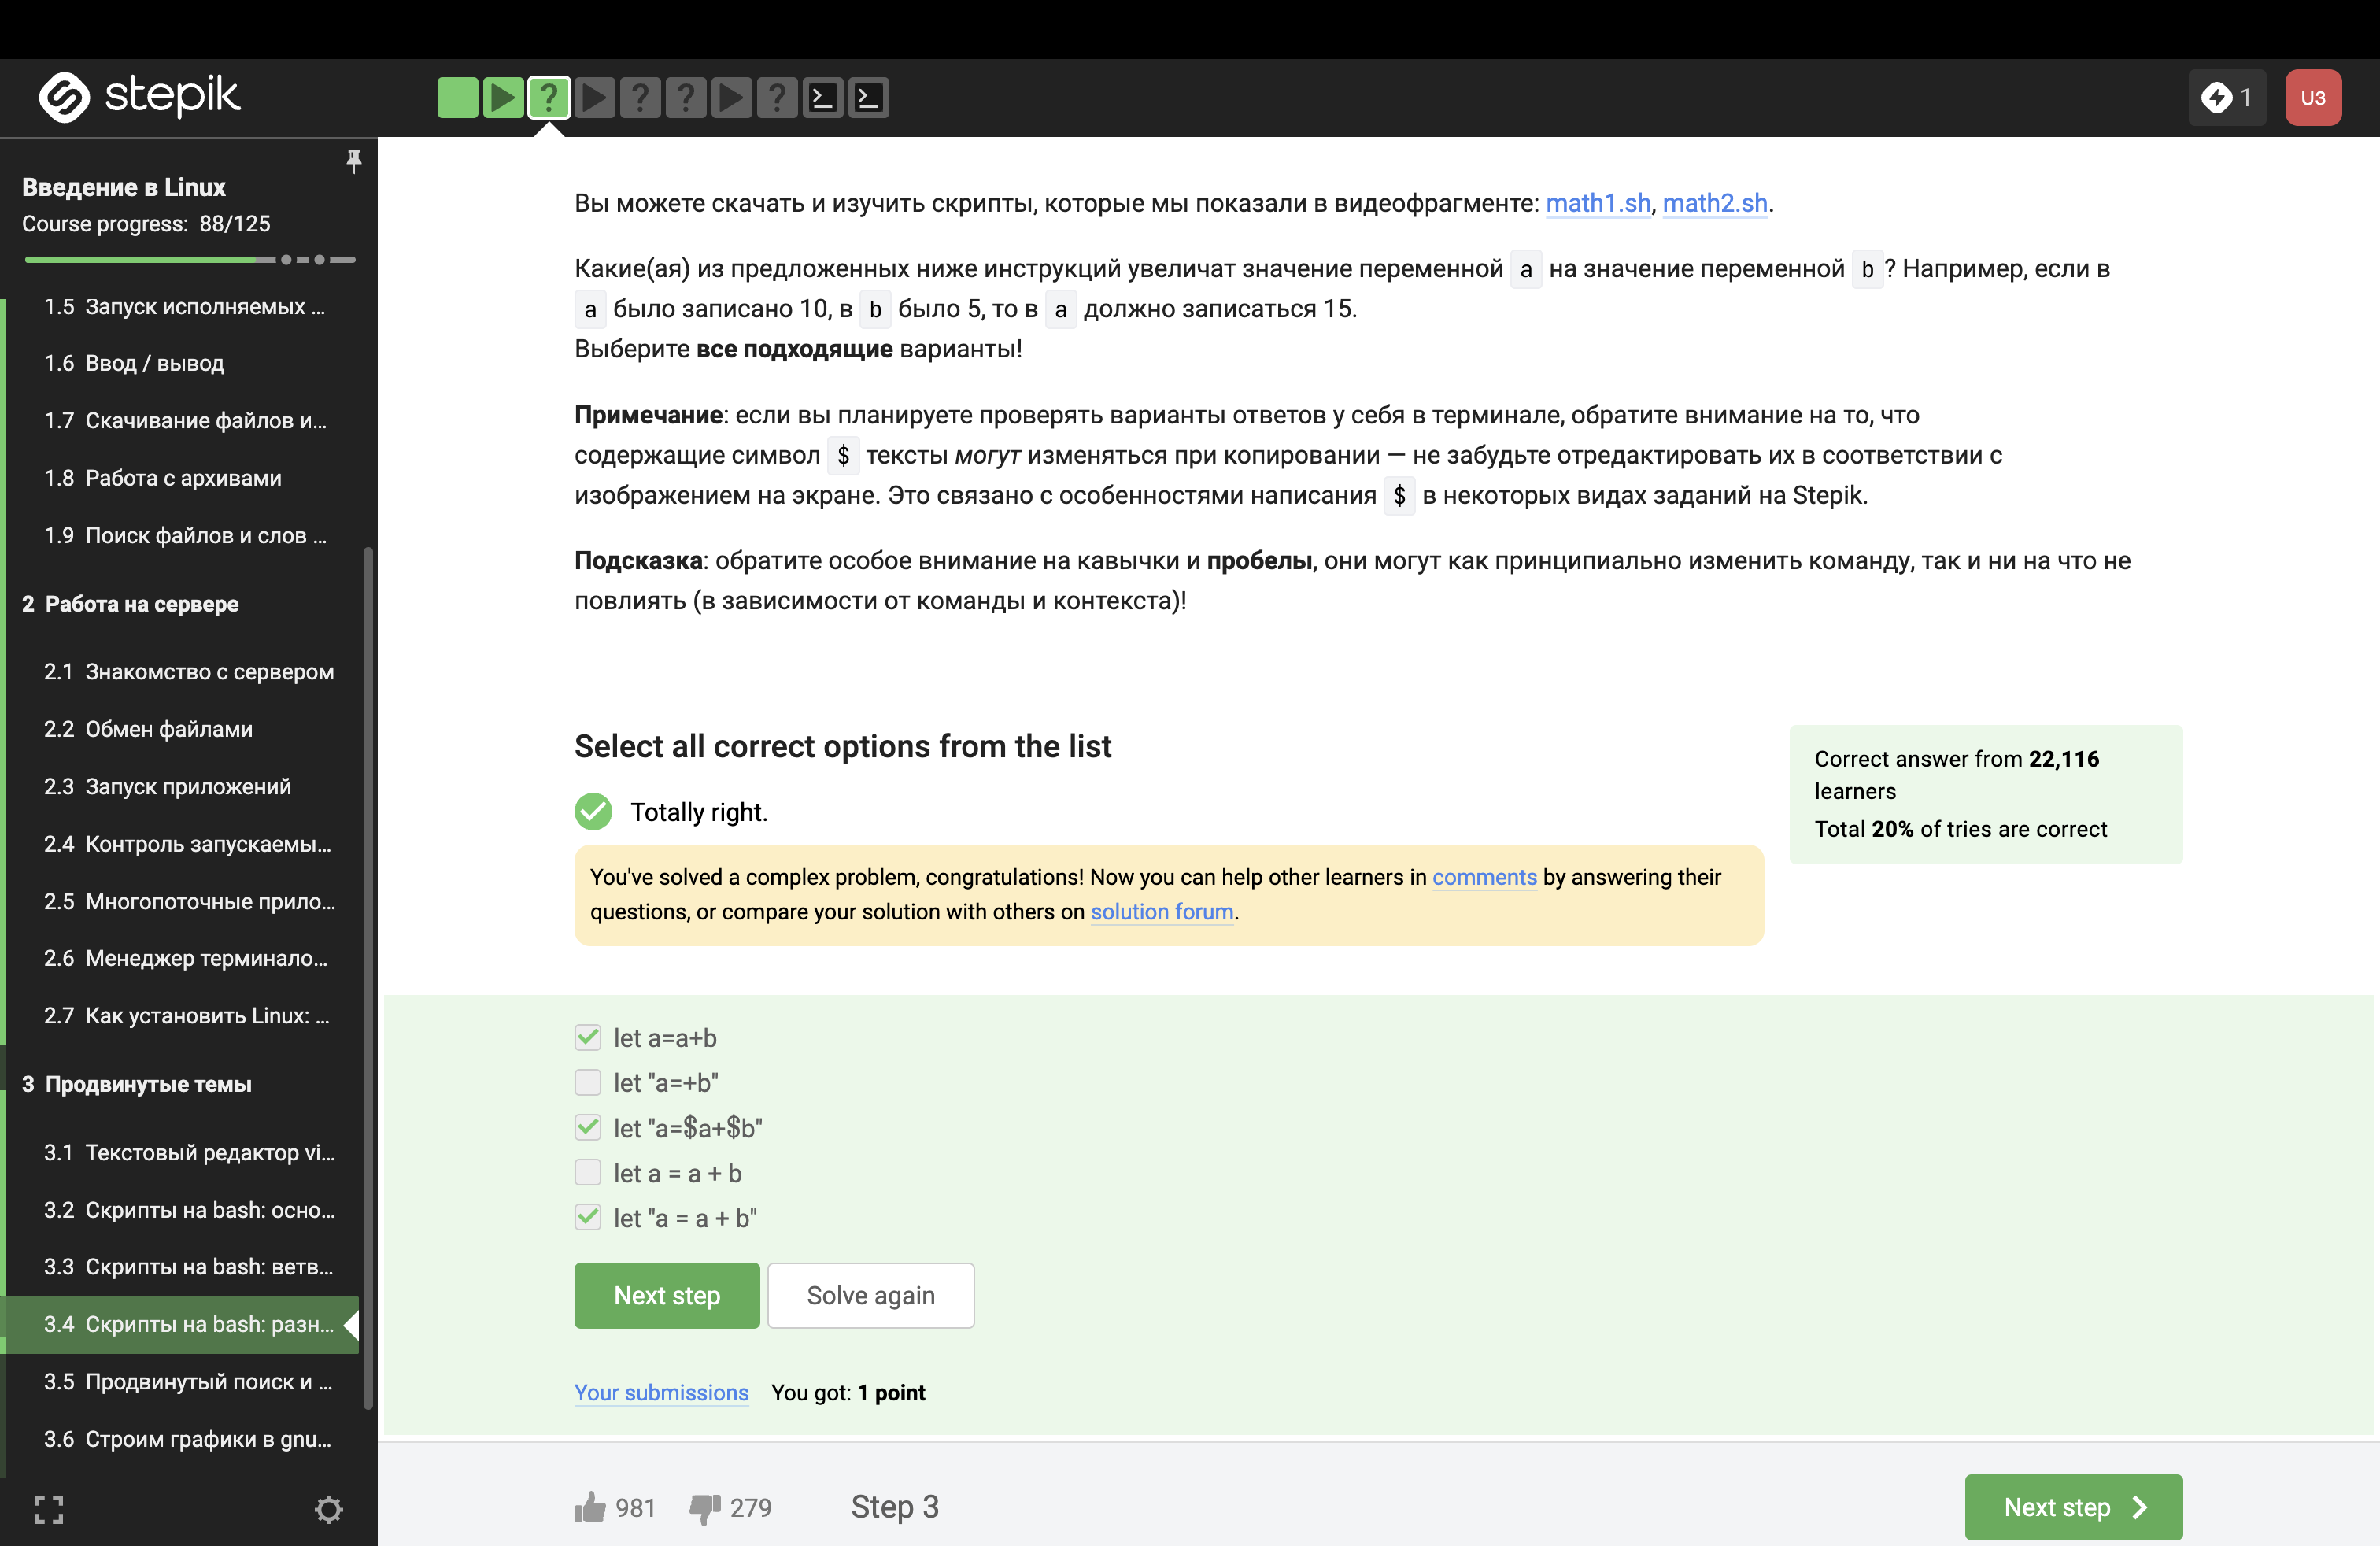 stepik
1
U3
Введение в Linux
Course progress: 88/125
1.5 Запуск исполняемых ...
1.6 Ввод / вывод
1.7 Скачивание файлов и...
1.8 Работа с архивами
1.9 Поиск файлов и слов ...
2 Работа на сервере
2.1 Знакомство с сервером
2.2 Обмен файлами
2.3 Запуск приложений
2.4 Контроль запускаемы...
2.5 Многопоточные прило...
2.6 Менеджер терминало...
2.7 Как установить Linux: ...
3 Продвинутые темы
3.1 Текстовый редактор vi...
3.2 Скрипты на bash: осно...
3.3 Скрипты на bash: ветв...
3.4 Скрипты на bash: разн...
3.5 Продвинутый поиск и ...
3.6 Строим графики в gnu...
Вы можете скачать и изучить скрипты, которые мы показали в видеофрагменте: math1.sh, math2.sh.
Какие(ая) из предложенных ниже инструкций увеличат значение переменной a на значение переменной b ? Например, если в
a было записано 10, в b было 5, то в a должно записаться 15.
Выберите все подходящие варианты!
Примечание: если вы планируете проверять варианты ответов у себя в терминале, обратите внимание на то, что
содержащие символ $ тексты могут изменяться при копировании — не забудьте отредактировать их в соответствии с
изображением на экране. Это связано с особенностями написания $ в некоторых видах заданий на Stepik.
Подсказка: обратите особое внимание на кавычки и пробелы, они могут как принципиально изменить команду, так и ни на что не
повлиять (в зависимости от команды и контекста)!
Select all correct options from the list
Totally right.
You've solved a complex problem, congratulations! Now you can help other learners in comments by answering their
questions, or compare your solution with others on solution forum.
Correct answer from 22,116
learners
Total 20% of tries are correct
let a=a+b
let "a=+b"
let "a=$a+$b"
let a = a + b
let "a = a + b"
Next step
Solve again
Your submissions You got: 1 point
981 279 Step 3
Next step